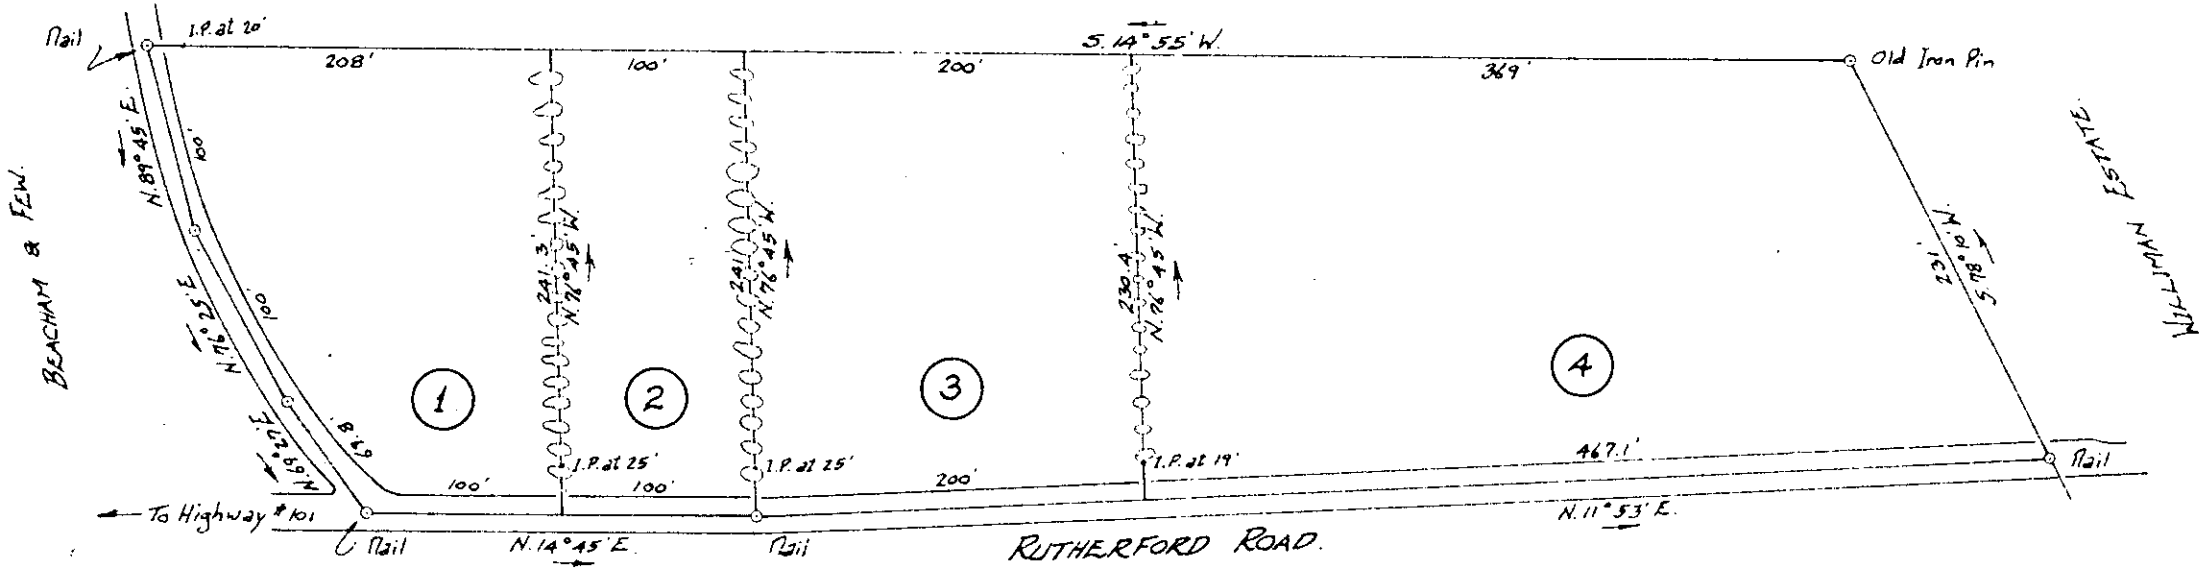 Nail
I.P. at 20'
208'
100'
S. 14° 55' W.
200'
369'
Old Iron Pin
N. 89° 45' E.
100'
BEACHAM & FEW.
N. 76° 25' E.
100'
N. 69° 27' E.
69.8'
241.3'
N. 76° 45' W.
241'
N. 76° 45' W.
230.4'
N. 76° 45' W.
231'
S. 78° 10' W.
WILLIMAN ESTATE.
1
2
3
4
I.P. at 25'
I.P. at 25'
I.P. at 19'
100'
100'
200'
467.1'
Nail
To Highway #101
Nail
N. 14° 45' E.
Nail
RUTHERFORD ROAD.
N. 11° 53' E.